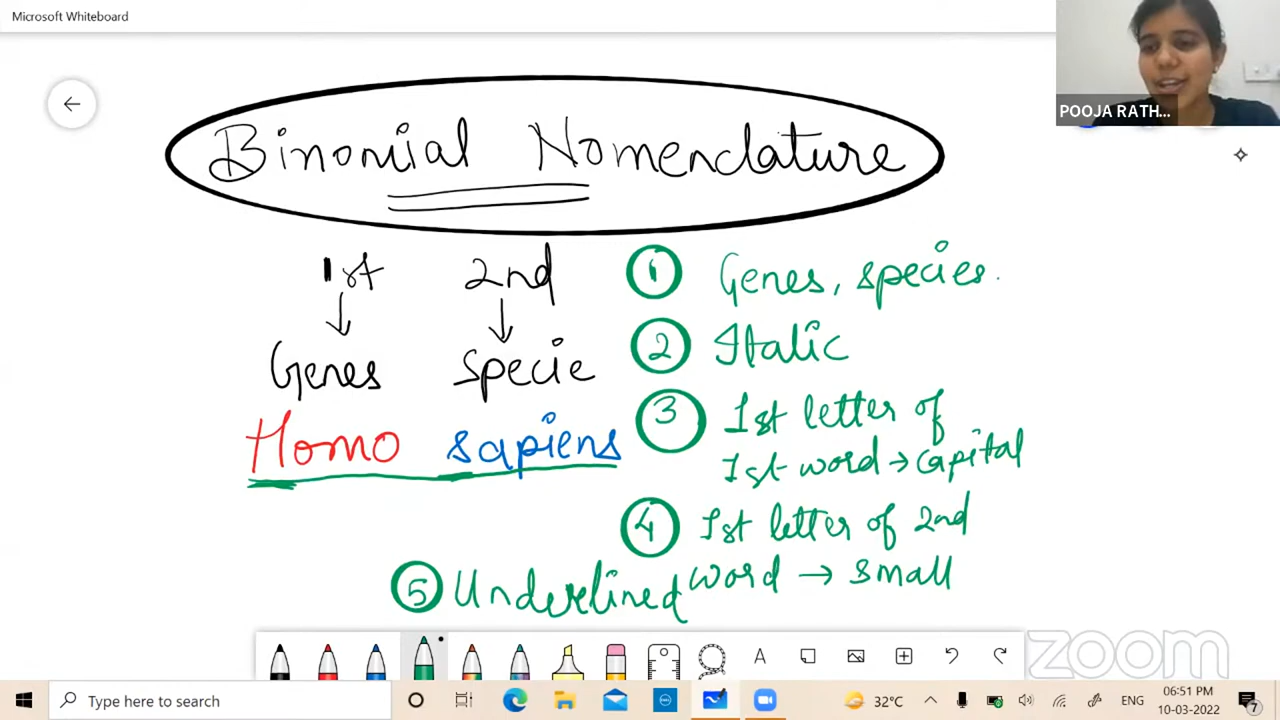 Microsoft Whiteboard
POOJA RATH...
Binomial Nomenclature
1st 2nd
Genes Specie
Homo sapiens
1 Genes, species.
2 Italic
3 1st letter of
1st word → capital
4 1st letter of 2nd
word → small
5 Underlined
A
zoom
Type here to search
32°C
ENG
06:51 PM
10-03-2022
7